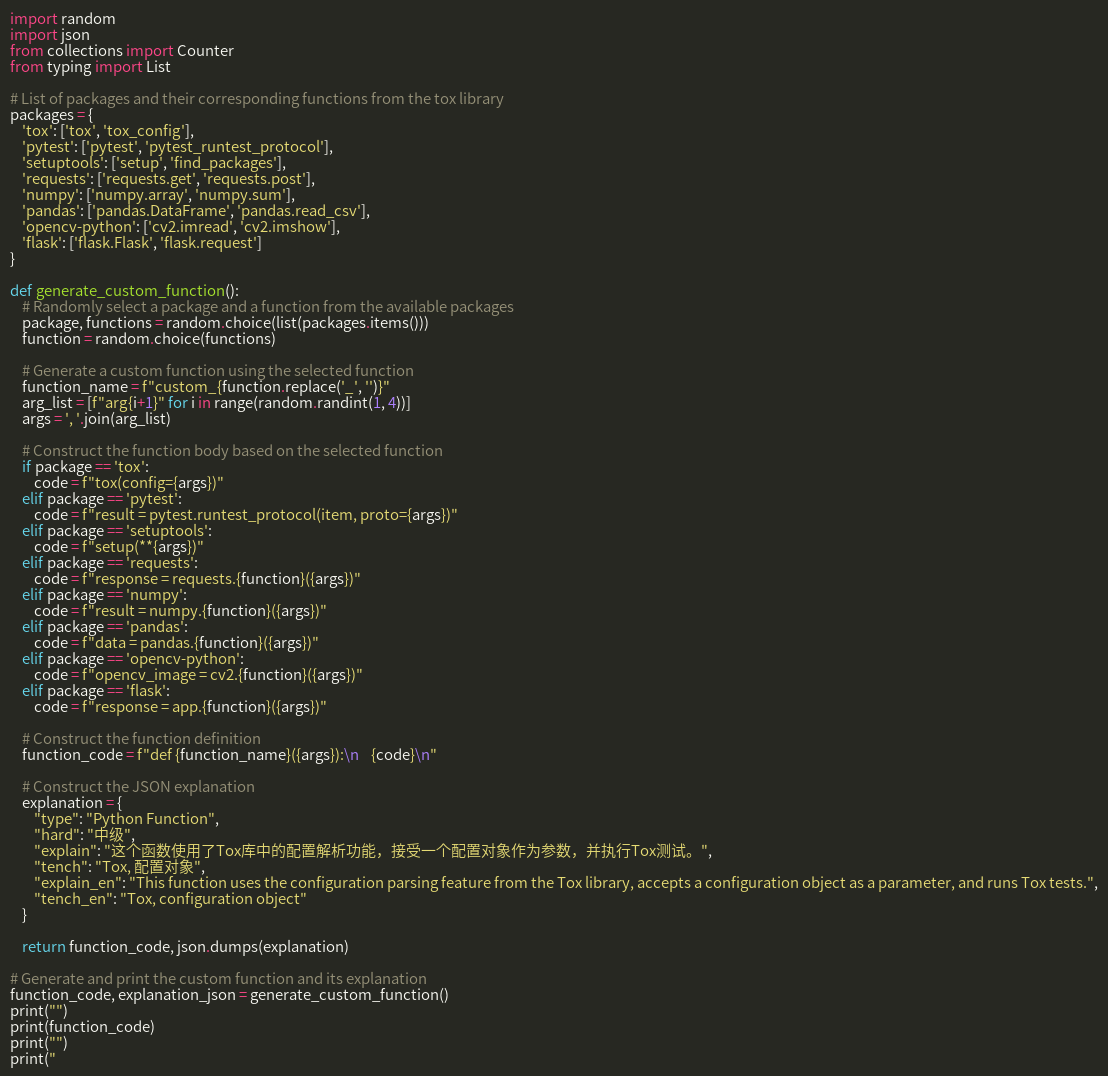 import random
import json
from collections import Counter
from typing import List

# List of packages and their corresponding functions from the tox library
packages = {
    'tox': ['tox', 'tox_config'],
    'pytest': ['pytest', 'pytest_runtest_protocol'],
    'setuptools': ['setup', 'find_packages'],
    'requests': ['requests.get', 'requests.post'],
    'numpy': ['numpy.array', 'numpy.sum'],
    'pandas': ['pandas.DataFrame', 'pandas.read_csv'],
    'opencv-python': ['cv2.imread', 'cv2.imshow'],
    'flask': ['flask.Flask', 'flask.request']
}

def generate_custom_function():
    # Randomly select a package and a function from the available packages
    package, functions = random.choice(list(packages.items()))
    function = random.choice(functions)

    # Generate a custom function using the selected function
    function_name = f"custom_{function.replace('_', '')}"
    arg_list = [f"arg{i+1}" for i in range(random.randint(1, 4))]
    args = ', '.join(arg_list)

    # Construct the function body based on the selected function
    if package == 'tox':
        code = f"tox(config={args})"
    elif package == 'pytest':
        code = f"result = pytest.runtest_protocol(item, proto={args})"
    elif package == 'setuptools':
        code = f"setup(**{args})"
    elif package == 'requests':
        code = f"response = requests.{function}({args})"
    elif package == 'numpy':
        code = f"result = numpy.{function}({args})"
    elif package == 'pandas':
        code = f"data = pandas.{function}({args})"
    elif package == 'opencv-python':
        code = f"opencv_image = cv2.{function}({args})"
    elif package == 'flask':
        code = f"response = app.{function}({args})"

    # Construct the function definition
    function_code = f"def {function_name}({args}):\n    {code}\n"

    # Construct the JSON explanation
    explanation = {
        "type": "Python Function",
        "hard": "中级",
        "explain": "这个函数使用了Tox库中的配置解析功能，接受一个配置对象作为参数，并执行Tox测试。",
        "tench": "Tox, 配置对象",
        "explain_en": "This function uses the configuration parsing feature from the Tox library, accepts a configuration object as a parameter, and runs Tox tests.",
        "tench_en": "Tox, configuration object"
    }

    return function_code, json.dumps(explanation)

# Generate and print the custom function and its explanation
function_code, explanation_json = generate_custom_function()
print("")
print(function_code)
print("")
print("